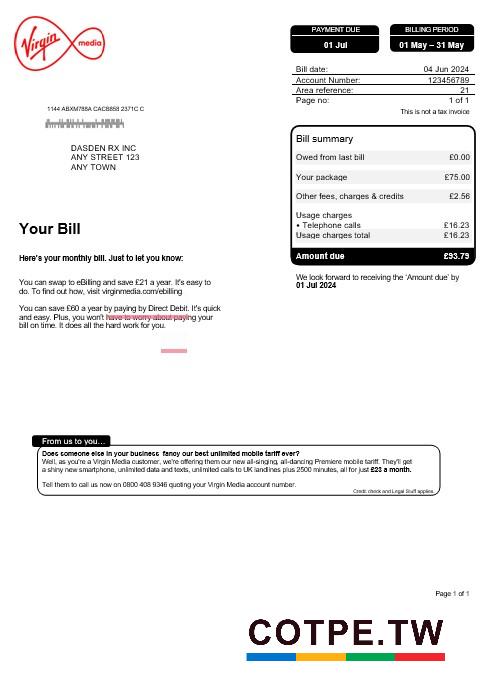 Virgin media
PAYMENT DUE
01 Jul
BILLING PERIOD
01 May – 31 May
Bill date: 04 Jun 2024
Account Number: 123456789
Area reference: 21
Page no: 1 of 1
This is not a tax invoice
1144 ABXM788A CACB858 2371C C
DASDEN RX INC
ANY STREET 123
ANY TOWN
Bill summary
Owed from last bill £0.00
Your package £75.00
Other fees, charges & credits £2.56
Usage charges
• Telephone calls £16.23
Usage charges total £16.23
Amount due £93.79
We look forward to receiving the 'Amount due' by
01 Jul 2024
Your Bill
Here's your monthly bill. Just to let you know:
You can swap to eBilling and save £21 a year. It's easy to
do. To find out how, visit virginmedia.com/ebilling
You can save £60 a year by paying by Direct Debit. It's quick
and easy. Plus, you won't have to worry about paying your
bill on time. It does all the hard work for you.
From us to you...
Does someone else in your business fancy our best unlimited mobile tariff ever?
Well, as you're a Virgin Media customer, we're offering them our new all-singing, all-dancing Premiere mobile tariff. They'll get
a shiny new smartphone, unlimited data and texts, unlimited calls to UK landlines plus 2500 minutes, all for just £23 a month.
Tell them to call us now on 0800 408 9346 quoting your Virgin Media account number.
Credit check and Legal Stuff applies.
Page 1 of 1
COTPE.TW